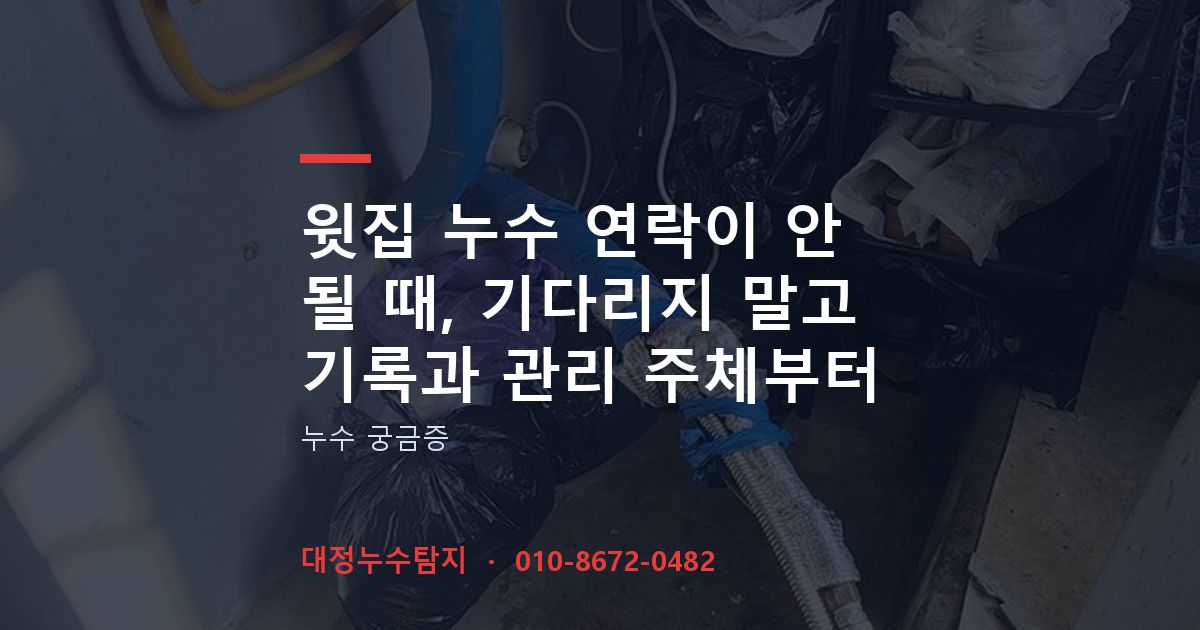 윗집 누수 연락이 안
될 때, 기다리지 말고
기록과 관리 주체부터
누수 궁금증
대정누수탐지 · 010-8672-0482